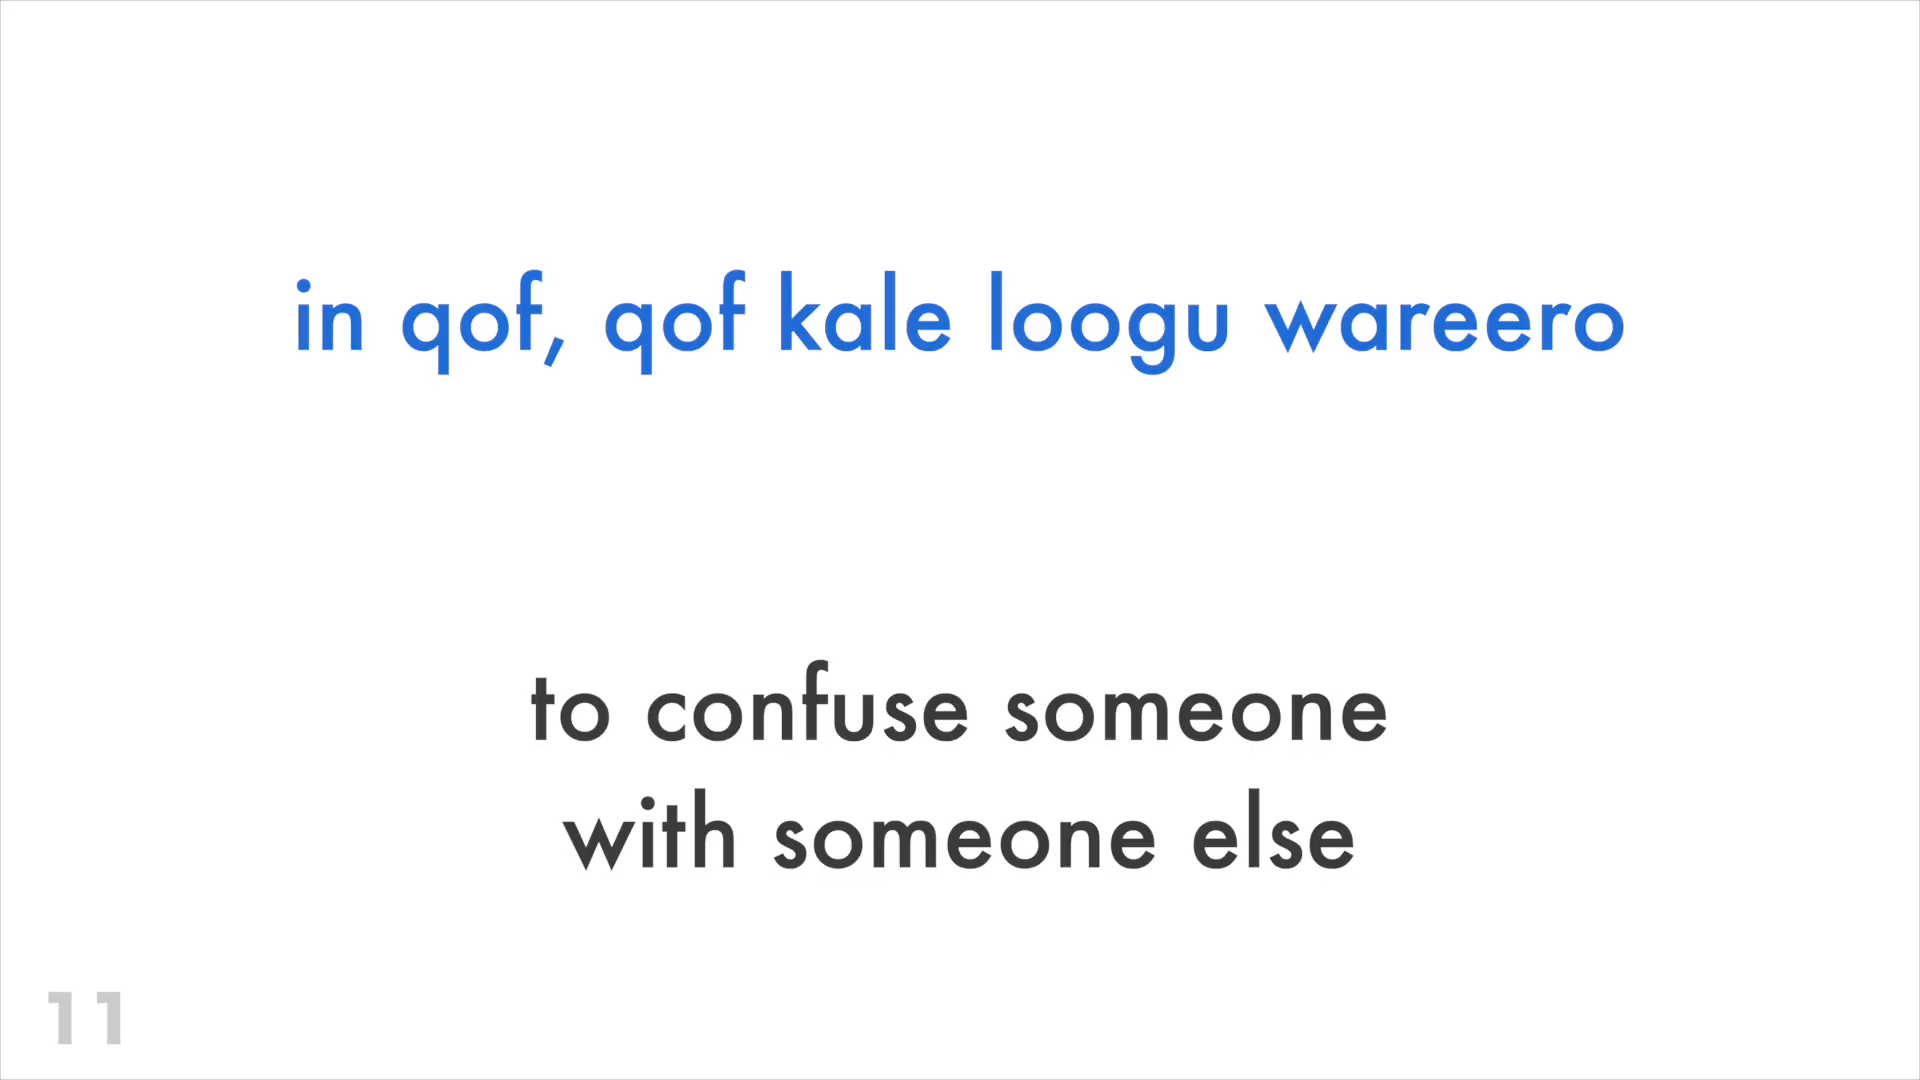 in qof, qof kale loogu wareero
to confuse someone
with someone else
11